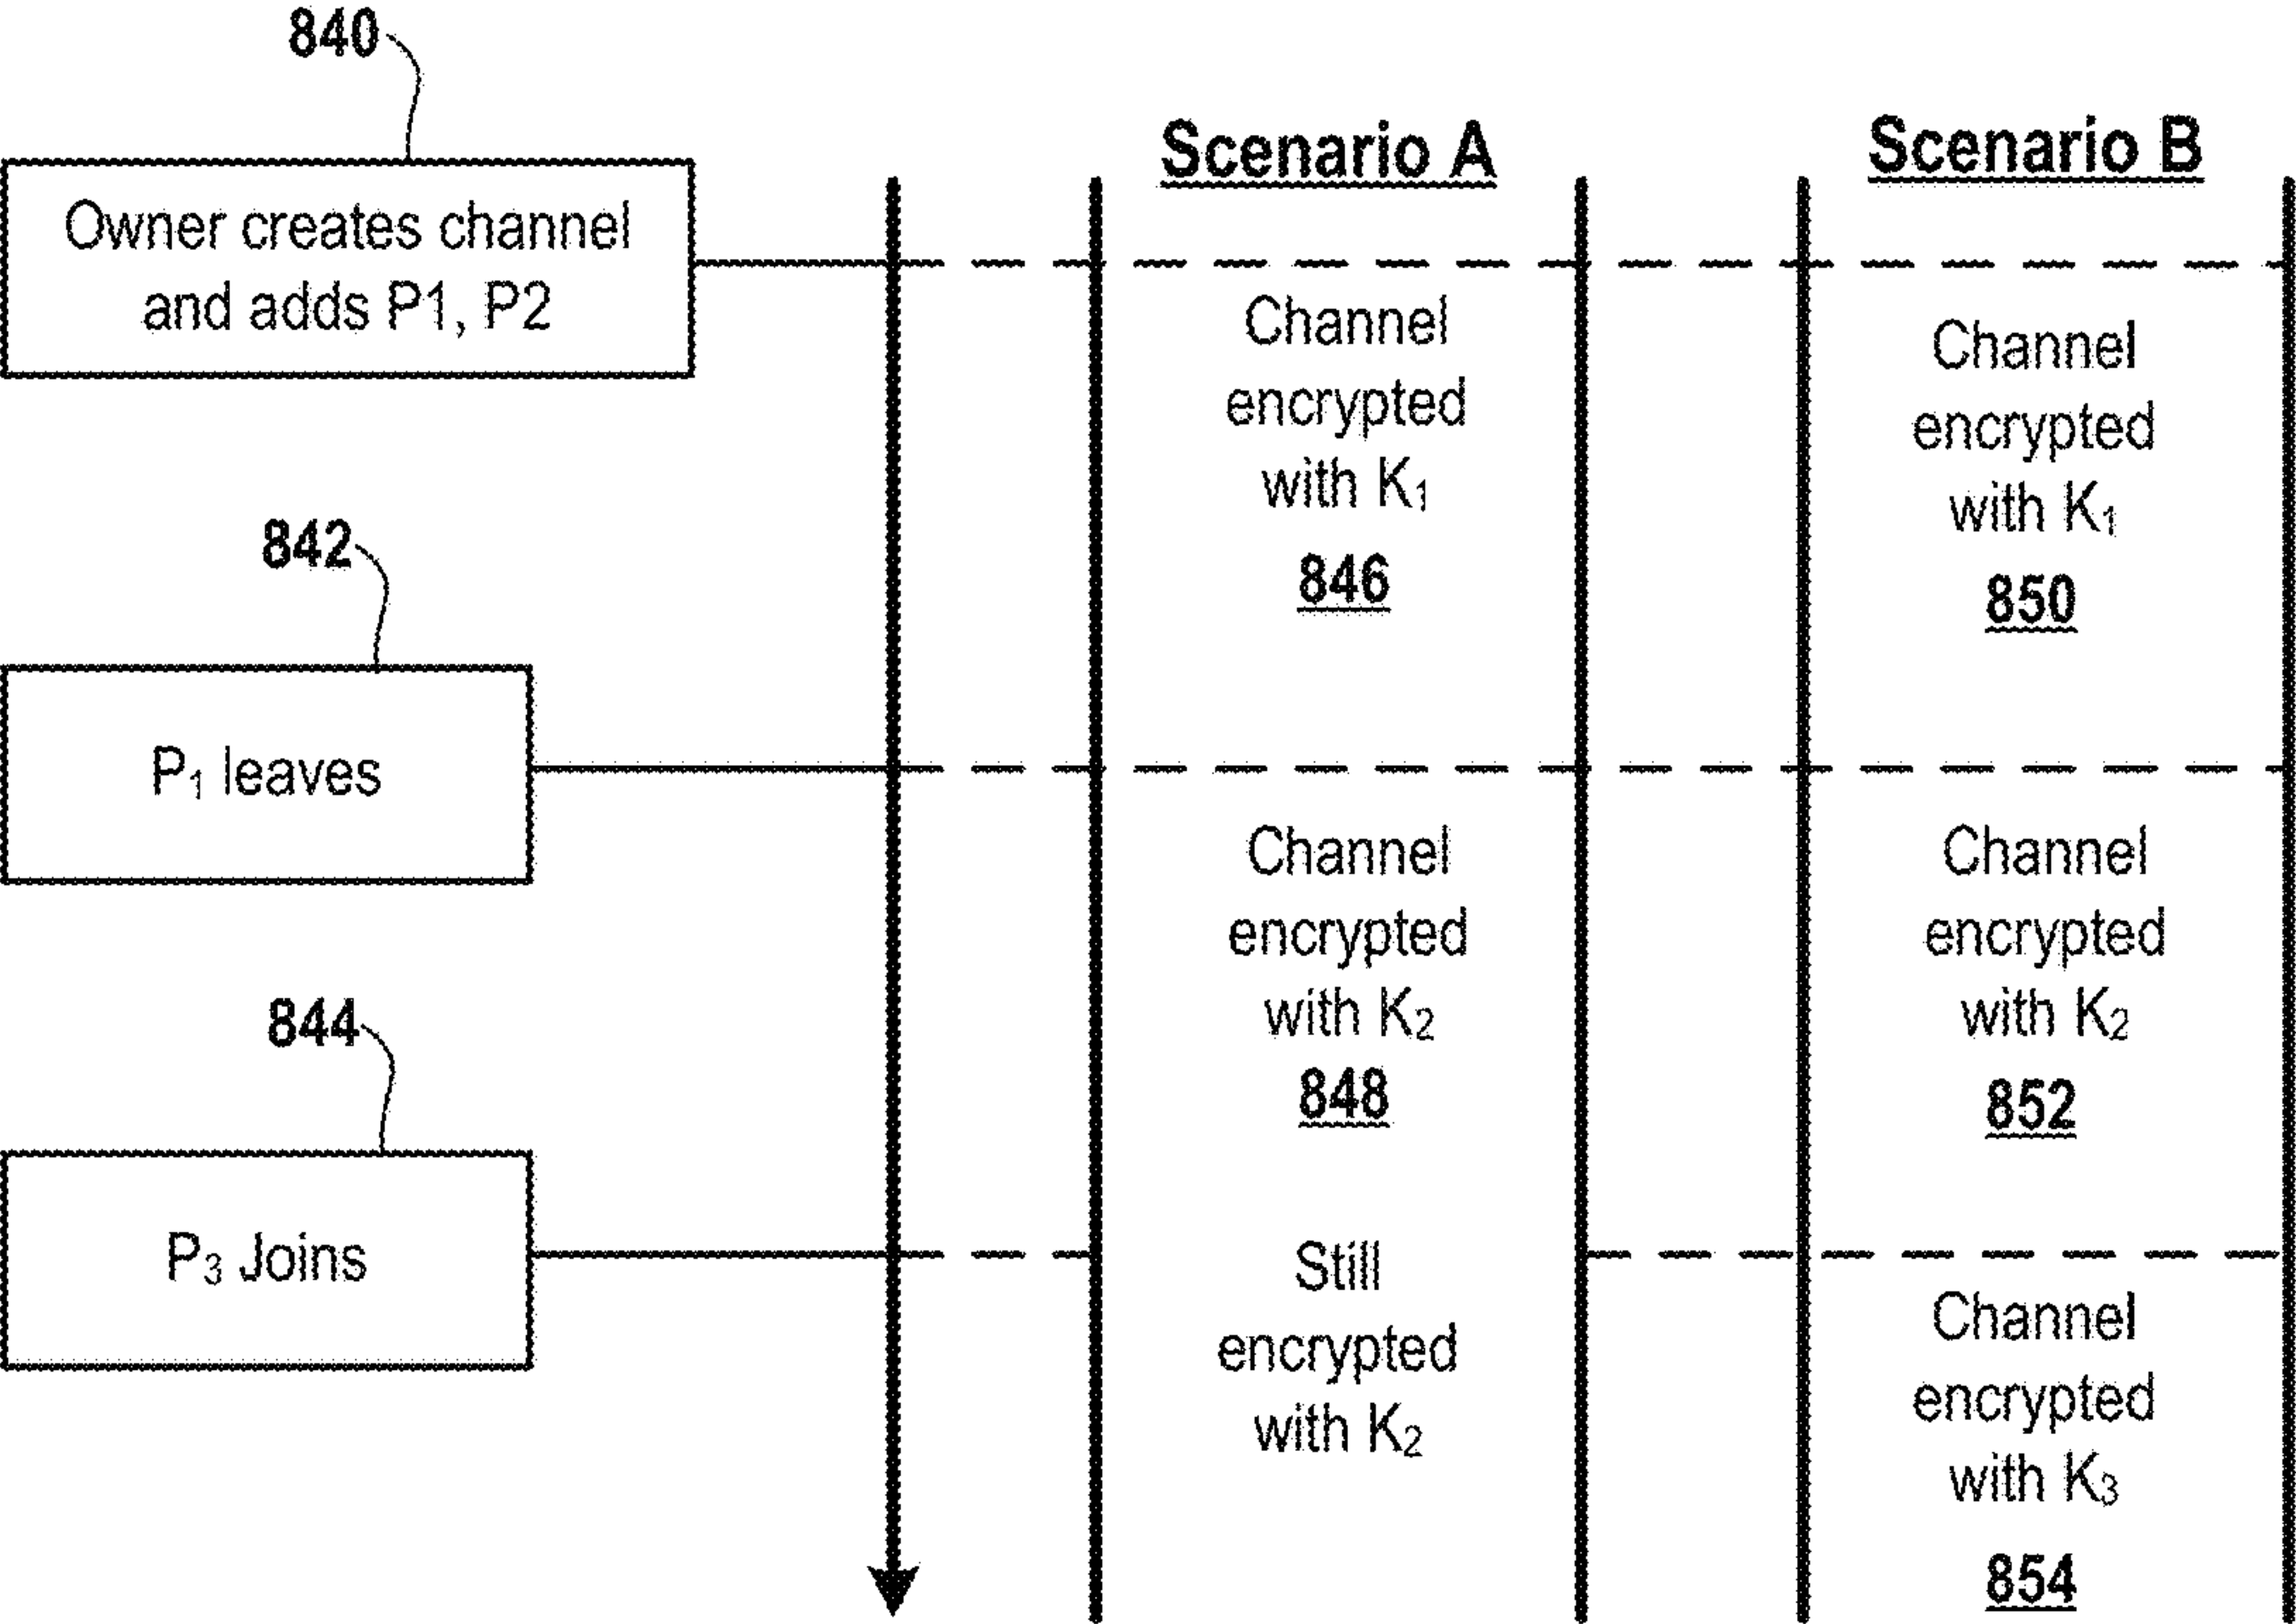 840
Owner creates channel
and adds P1, P2
842
P₁ leaves
844
P₃ Joins
Scenario A
Channel
encrypted
with K₁
846
Channel
encrypted
with K₂
848
Still
encrypted
with K₂
Scenario B
Channel
encrypted
with K₁
850
Channel
encrypted
with K₂
852
Channel
encrypted
with K₃
854